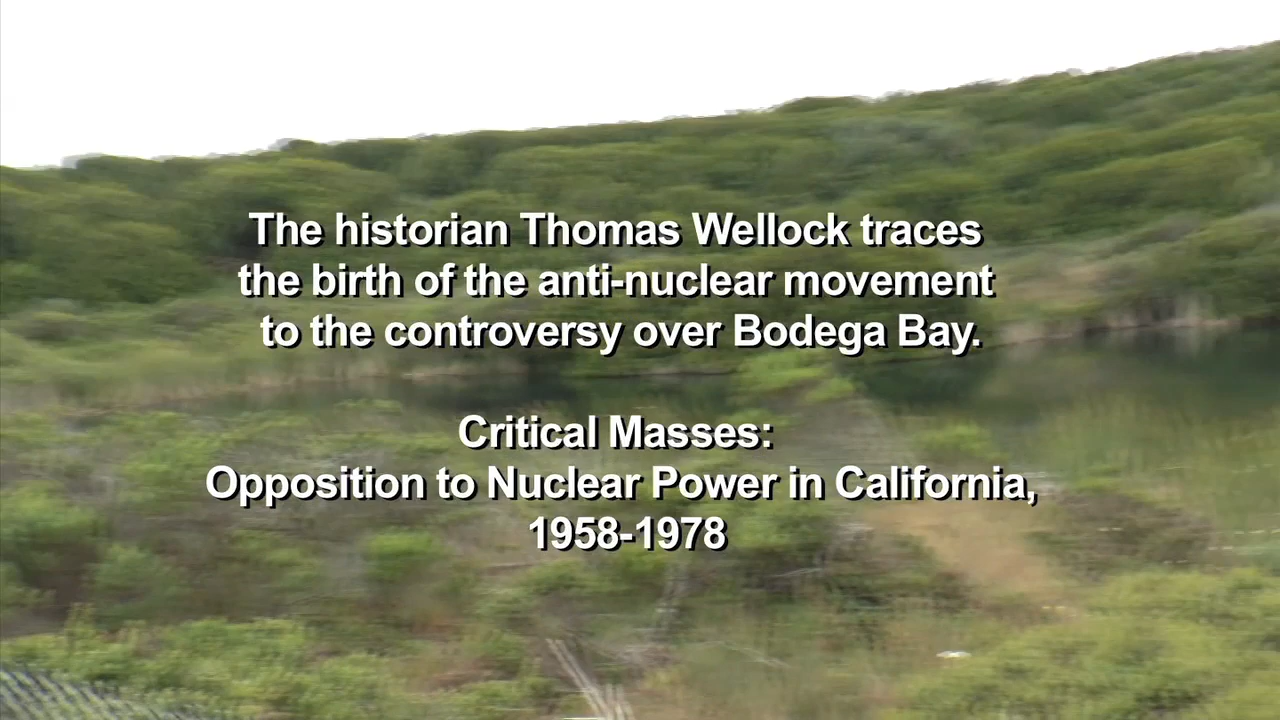 The historian Thomas Wellock traces
the birth of the anti-nuclear movement
to the controversy over Bodega Bay.
Critical Masses:
Opposition to Nuclear Power in California,
1958-1978